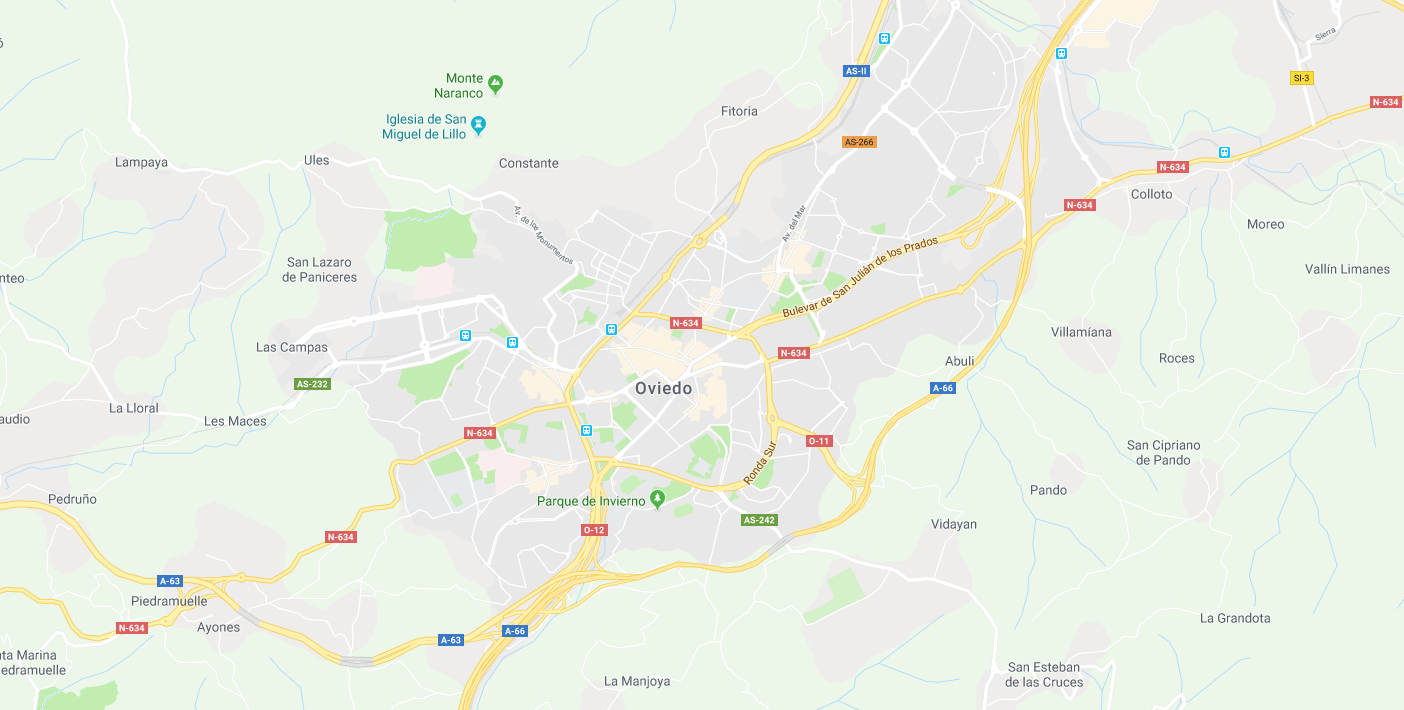 Sierra
AS-II
SI-3
Monte
Naranco
N-634
Fitoria
Iglesia de San
Miguel de Lillo
AS-266
Lampaya
Ules
Constante
N-634
Colloto
N-634
Av. de los Monumentos
Av. del Mar
Moreo
Bulevar de San Julián de los Prados
San Lazaro
de Paniceres
Vallín Limanes
nteo
N-634
Villamíana
Las Campas
N-634
Abuli
Roces
AS-232
Oviedo
A-66
La Lloral
Les Maces
audio
N-634
O-11
San Cipriano
de Pando
Ronda Sur
Pedruño
Parque de Invierno
Pando
AS-242
Vidayan
O-12
N-634
A-63
Piedramuelle
N-634
Ayones
A-63
A-66
La Grandota
nta Marina
edramuelle
La Manjoya
San Esteban
de las Cruces